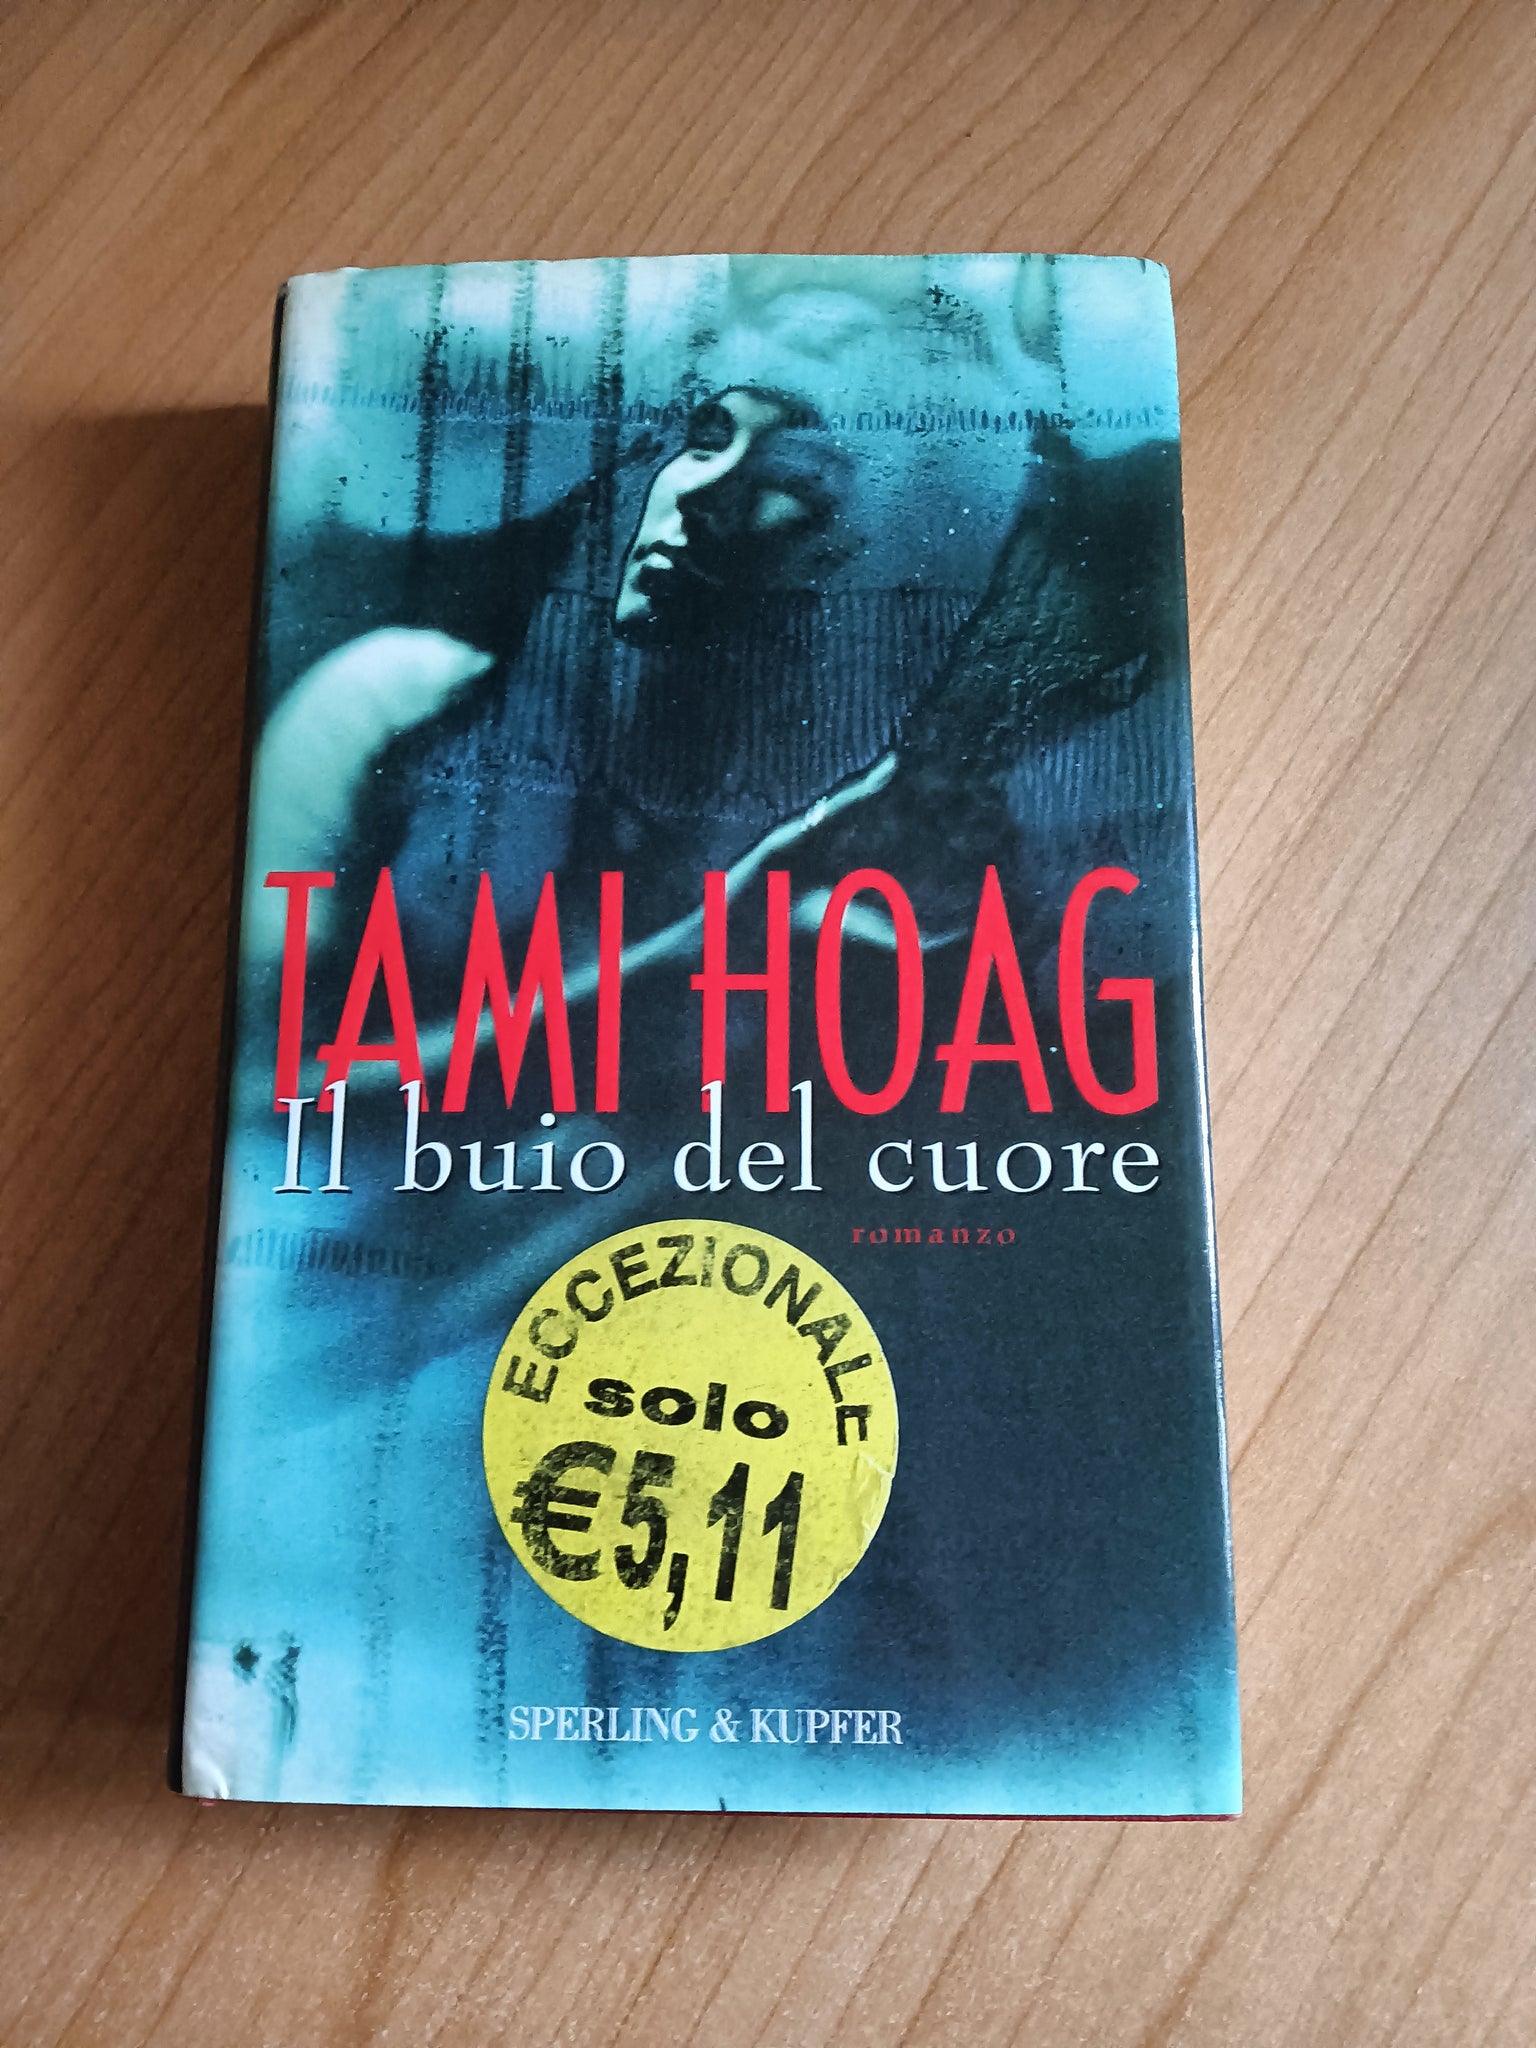 TAMI HOAG
Il buio del cuore
romanzo
ECCEZIONALE
solo
€5,11
SPERLING & KUPFER